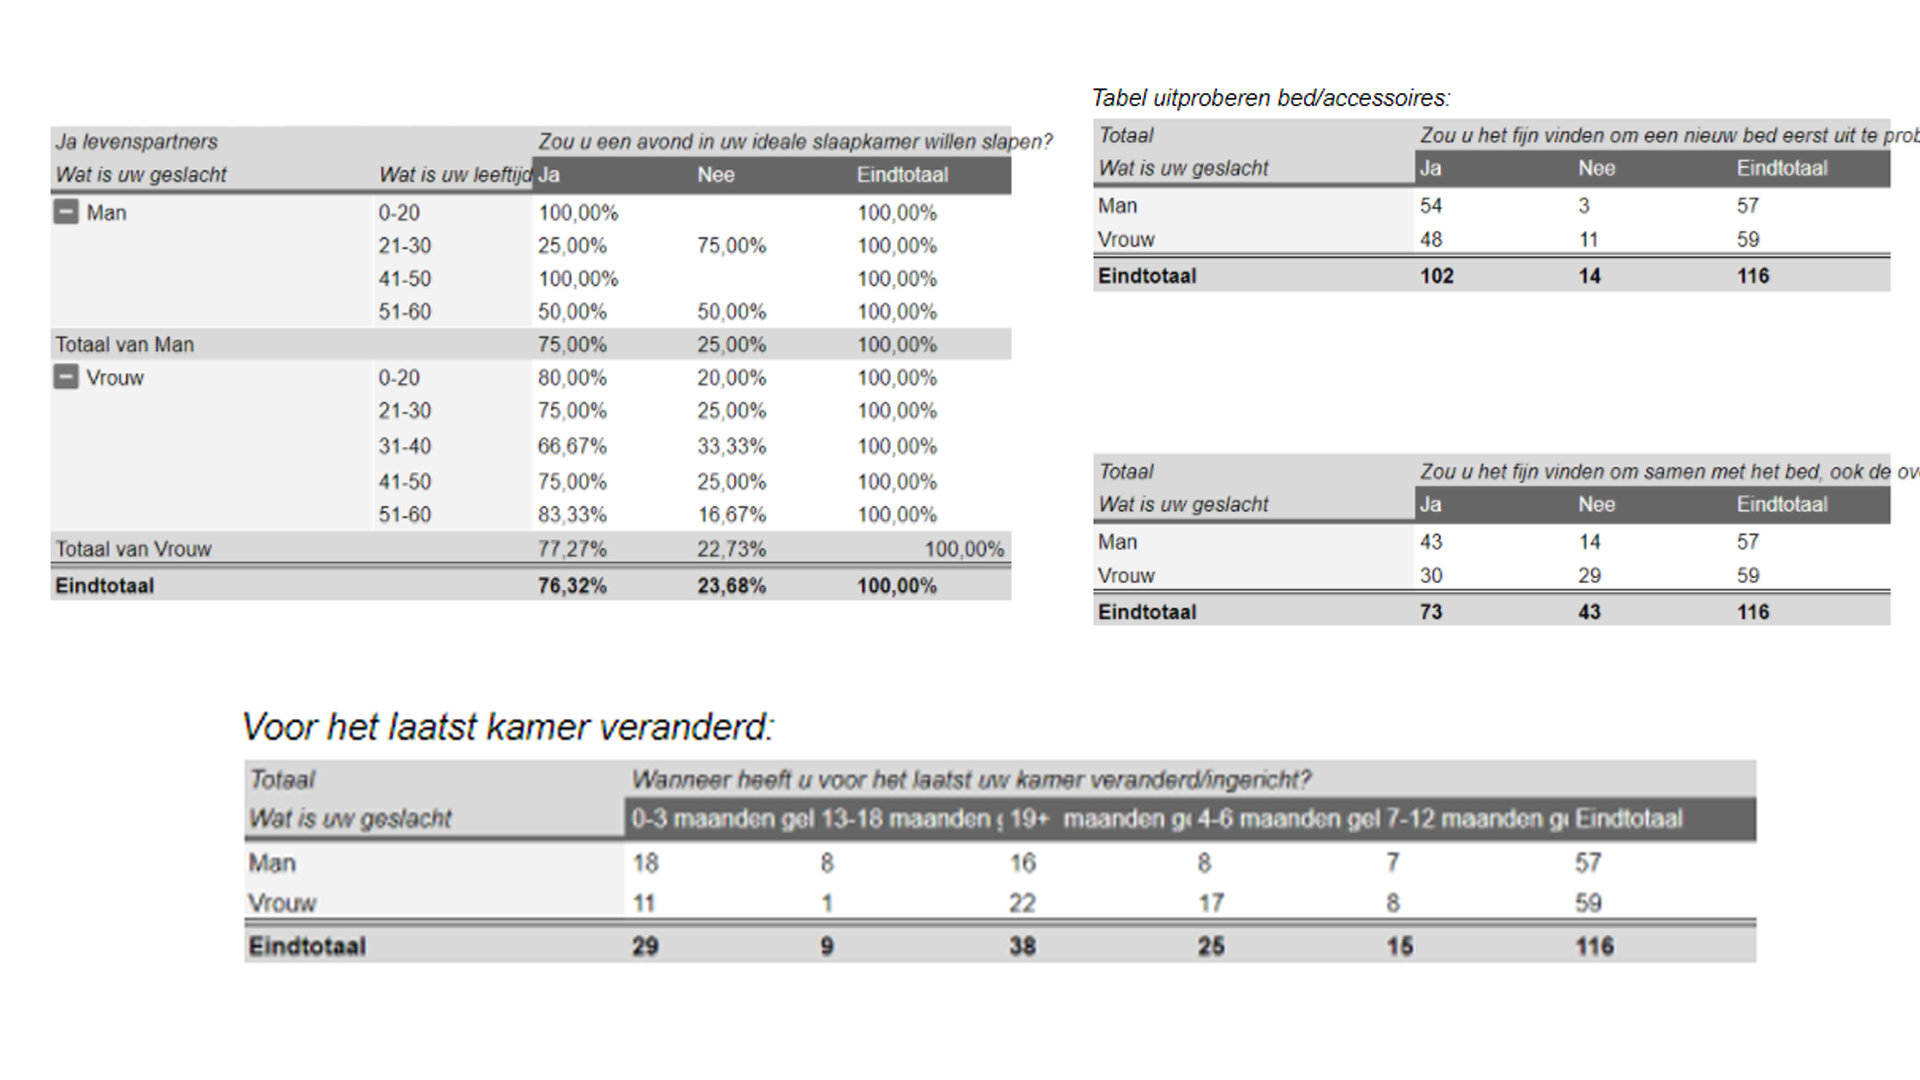 Ja levenspartners Zou u een avond in uw ideale slaapkamer willen slapen?
Wat is uw geslacht Wat is uw leeftijd Ja Nee Eindtotaal
Man 0-20 100,00% 100,00%
21-30 25,00% 75,00% 100,00%
41-50 100,00% 100,00%
51-60 50,00% 50,00% 100,00%
Totaal van Man 75,00% 25,00% 100,00%
Vrouw 0-20 80,00% 20,00% 100,00%
21-30 75,00% 25,00% 100,00%
31-40 66,67% 33,33% 100,00%
41-50 75,00% 25,00% 100,00%
51-60 83,33% 16,67% 100,00%
Totaal van Vrouw 77,27% 22,73% 100,00%
Eindtotaal 76,32% 23,68% 100,00%
Tabel uitproberen bed/accessoires:
Totaal Zou u het fijn vinden om een nieuw bed eerst uit te prob
Wat is uw geslacht Ja Nee Eindtotaal
Man 54 3 57
Vrouw 48 11 59
Eindtotaal 102 14 116
Totaal Zou u het fijn vinden om samen met het bed, ook de ov
Wat is uw geslacht Ja Nee Eindtotaal
Man 43 14 57
Vrouw 30 29 59
Eindtotaal 73 43 116
Voor het laatst kamer veranderd:
Totaal Wanneer heeft u voor het laatst uw kamer veranderd/ingericht?
Wat is uw geslacht 0-3 maanden gel 13-18 maanden 19+ maanden g 4-6 maanden gel 7-12 maanden g Eindtotaal
Man 18 8 16 8 7 57
Vrouw 11 1 22 17 8 59
Eindtotaal 29 9 38 25 15 116